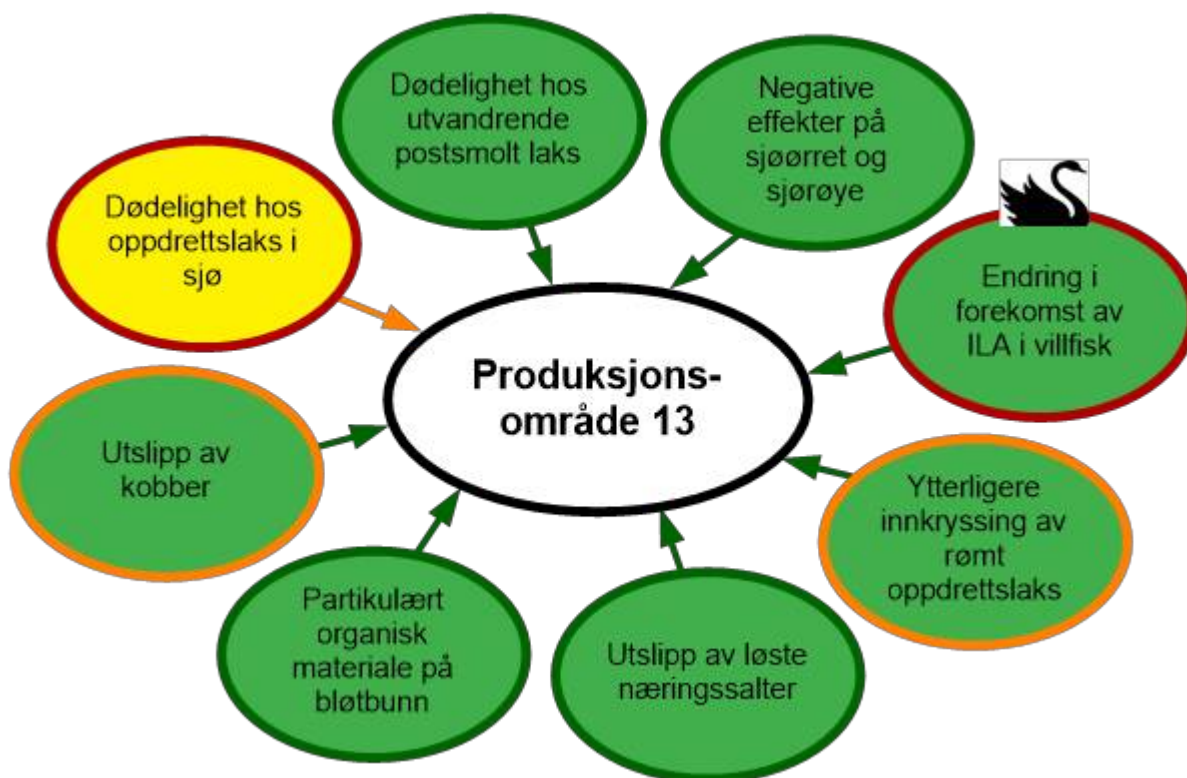 Dødelighet hos
utvandrende
postsmolt laks
Negative
effekter på
sjøørret og
sjørøye
Dødelighet hos
oppdrettslaks i
sjø
Endring i
forekomst av
ILA i villfisk
Produksjons-
område 13
Utslipp av
kobber
Ytterligere
innkryssing av
rømt
oppdrettslaks
Partikulært
organisk
materiale på
bløtbunn
Utslipp av løste
næringssalter